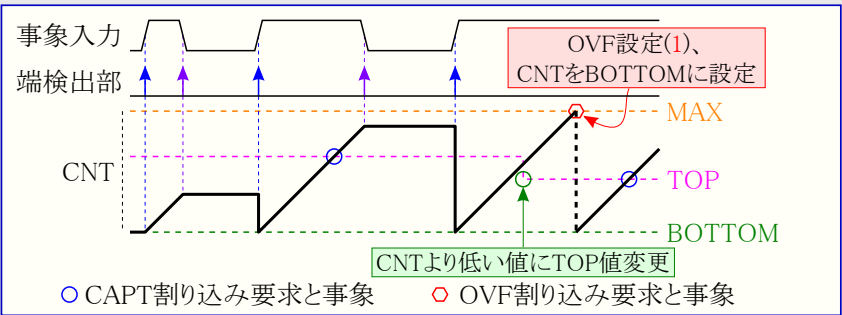 事象入力
OVF設定(1)、
CNTをBOTTOMに設定
端検出部
MAX
CNT
TOP
BOTTOM
CNTより低い値にTOP値変更
CAPT割り込み要求と事象
OVF割り込み要求と事象